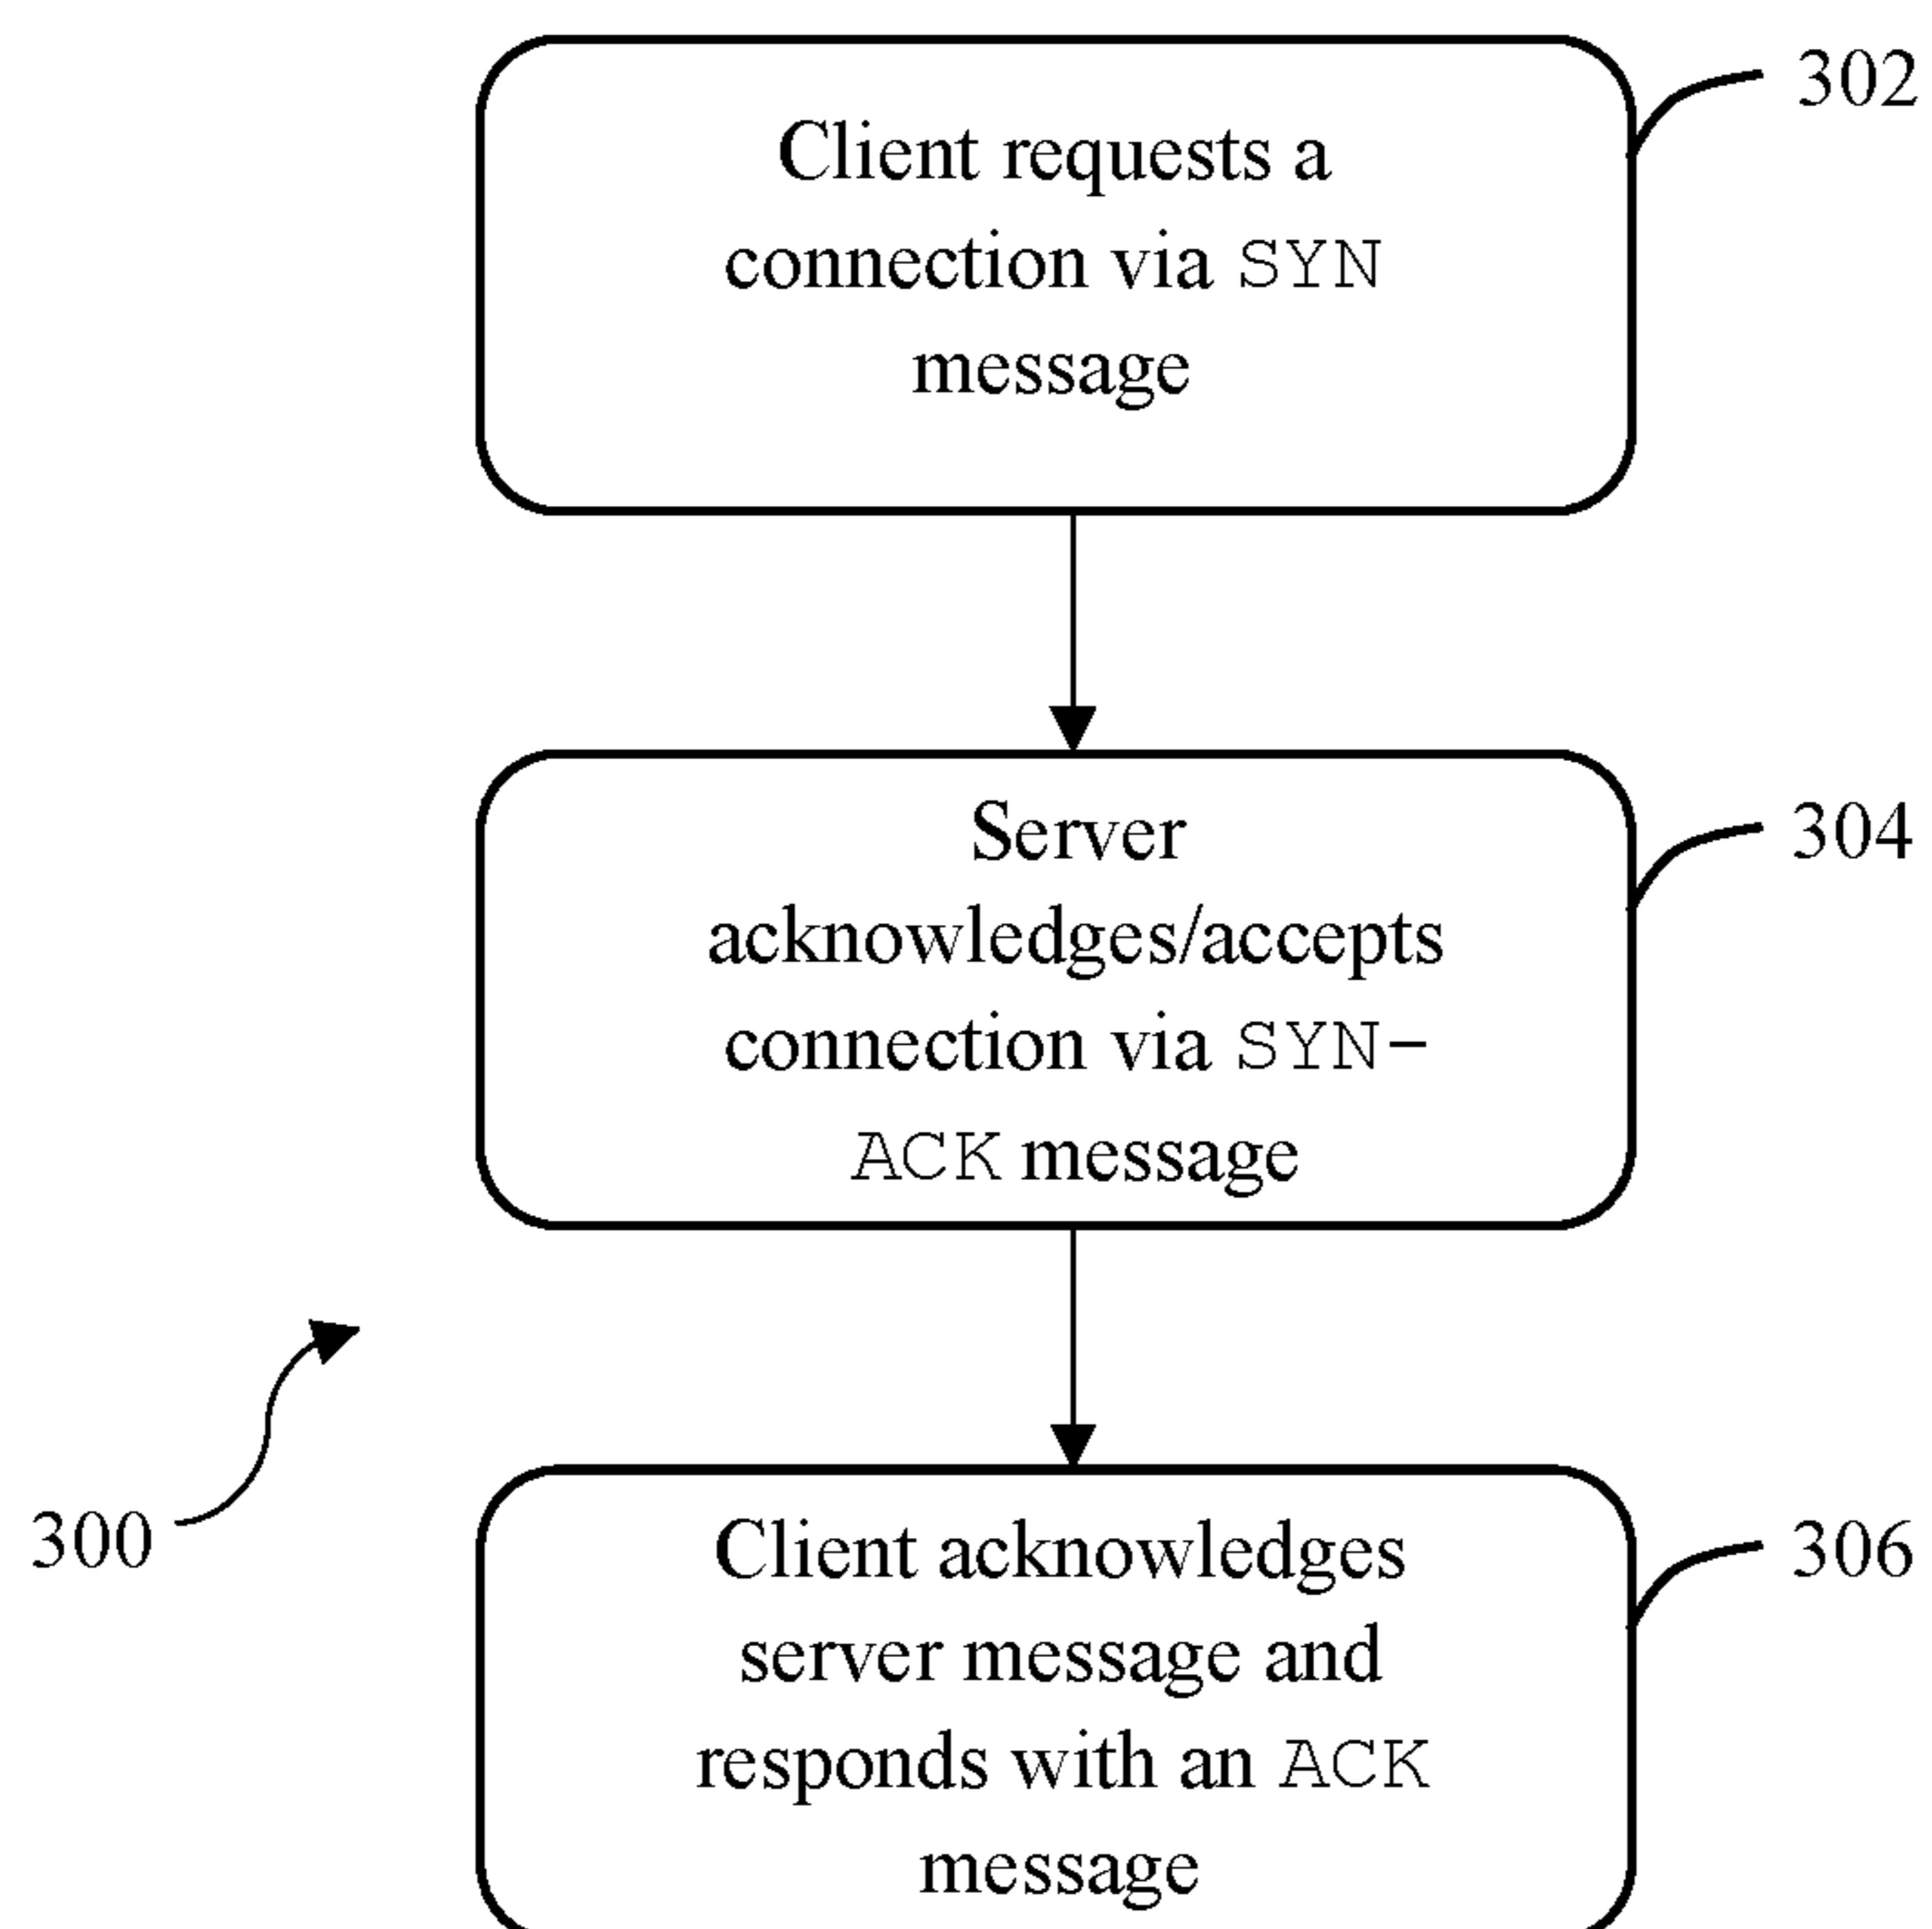 Client requests a
connection via SYN
message
302
Server
acknowledges/accepts
connection via SYN-
ACK message
304
300
Client acknowledges
server message and
responds with an ACK
message
306